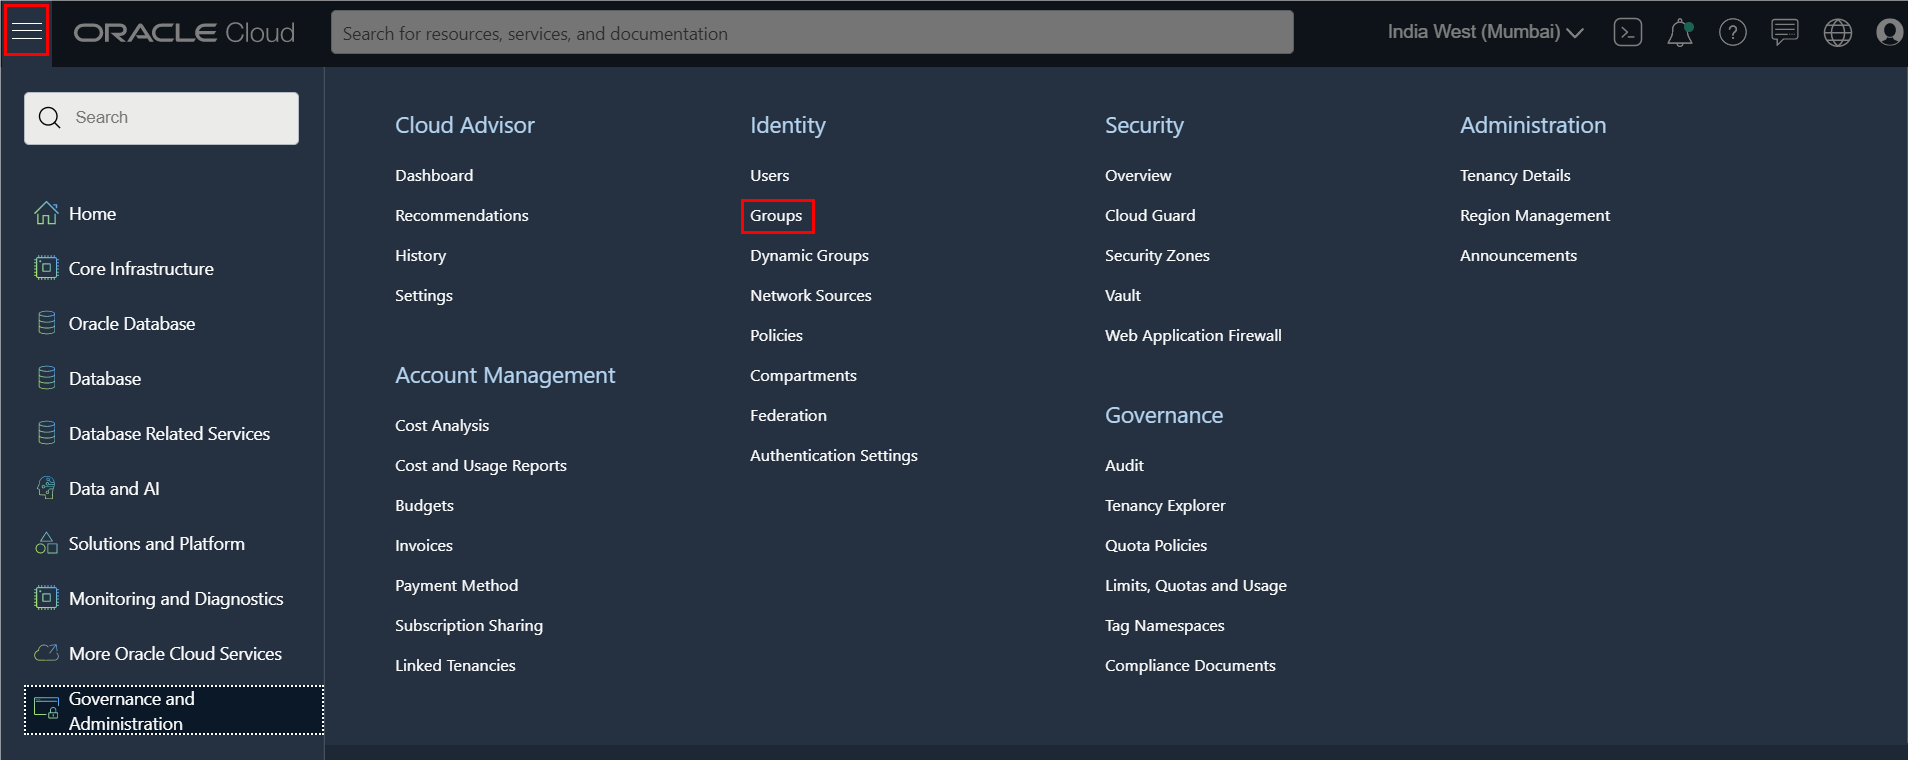 ORACLE Cloud
Search for resources, services, and documentation
India West (Mumbai)
Search
Home
Core Infrastructure
Oracle Database
Database
Database Related Services
Data and AI
Solutions and Platform
Monitoring and Diagnostics
More Oracle Cloud Services
Governance and
Administration
Cloud Advisor
Dashboard
Recommendations
History
Settings
Account Management
Cost Analysis
Cost and Usage Reports
Budgets
Invoices
Payment Method
Subscription Sharing
Linked Tenancies
Identity
Users
Groups
Dynamic Groups
Network Sources
Policies
Compartments
Federation
Authentication Settings
Security
Overview
Cloud Guard
Security Zones
Vault
Web Application Firewall
Governance
Audit
Tenancy Explorer
Quota Policies
Limits, Quotas and Usage
Tag Namespaces
Compliance Documents
Administration
Tenancy Details
Region Management
Announcements